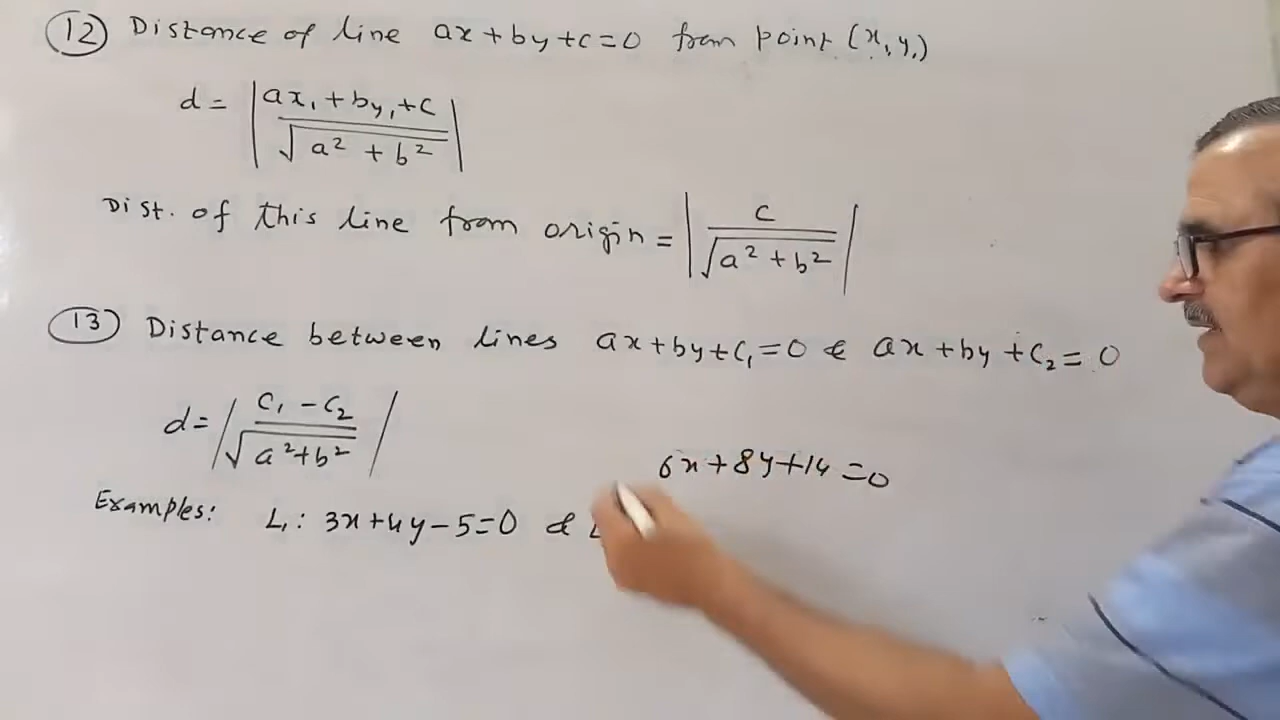 (12) Distance of line ax+by+c=0 from point (x₁,y₁)
d = |ax₁+by₁+c / √a²+b²|
Dist. of this line from origin = |c / √a²+b²|
(13) Distance between lines ax+by+c₁=0 & ax+by+c₂=0
d = |c₁-c₂ / √a²+b²|
6x+8y+14=0
Examples: L₁: 3x+4y-5=0 &